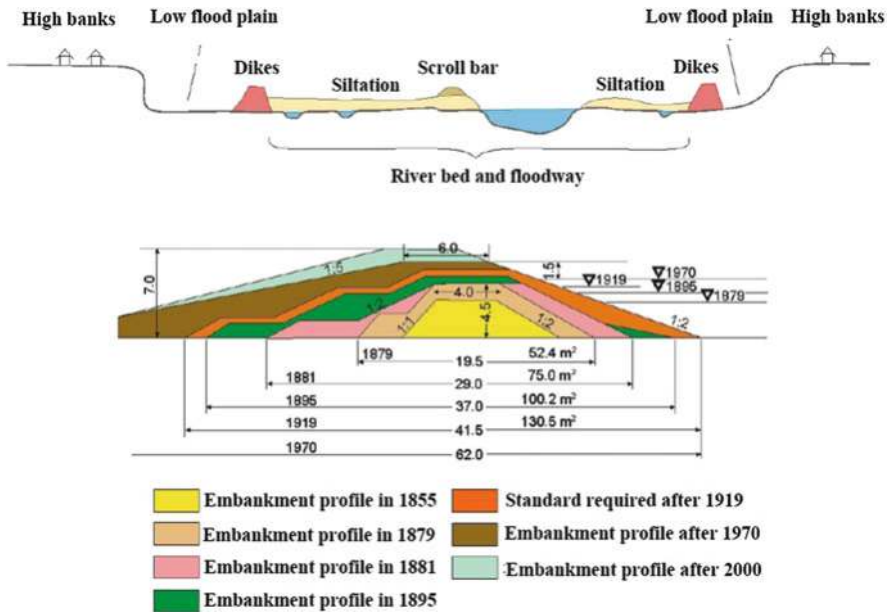 High banks
Low flood plain
Low flood plain
High banks
Dikes
Siltation
Scroll bar
Siltation
Dikes
River bed and floodway
6.0
7.0
1:5
1.5
1970
1919
1895
1879
1:2
4.0
4.5
1:1
1:2
1:2
1879
19.5
52.4 m²
1881
29.0
75.0 m²
1895
37.0
100.2 m²
1919
41.5
130.5 m²
1970
62.0
Embankment profile in 1855
Standard required after 1919
Embankment profile in 1879
Embankment profile after 1970
Embankment profile in 1881
Embankment profile after 2000
Embankment profile in 1895